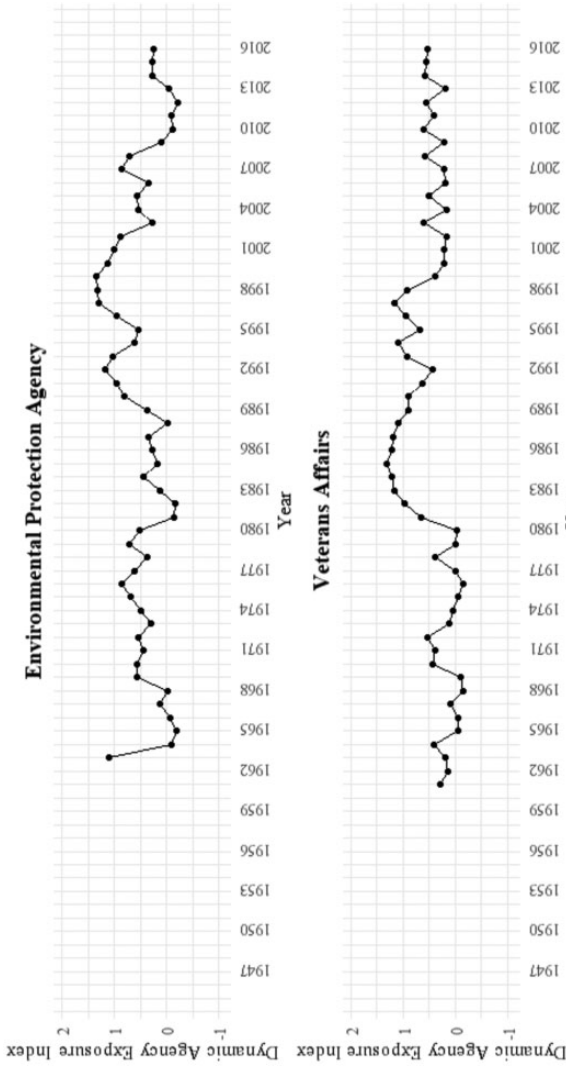 Environmental Protection Agency
Dynamic Agency Exposure Index
2
1
0
-1
1947 1950 1953 1956 1959 1962 1965 1968 1971 1974 1977 1980 1983 1986 1989 1992 1995 1998 2001 2004 2007 2010 2013 2016
Year
Veterans Affairs
Dynamic Agency Exposure Index
2
1
0
-1
1947 1950 1953 1956 1959 1962 1965 1968 1971 1974 1977 1980 1983 1986 1989 1992 1995 1998 2001 2004 2007 2010 2013 2016